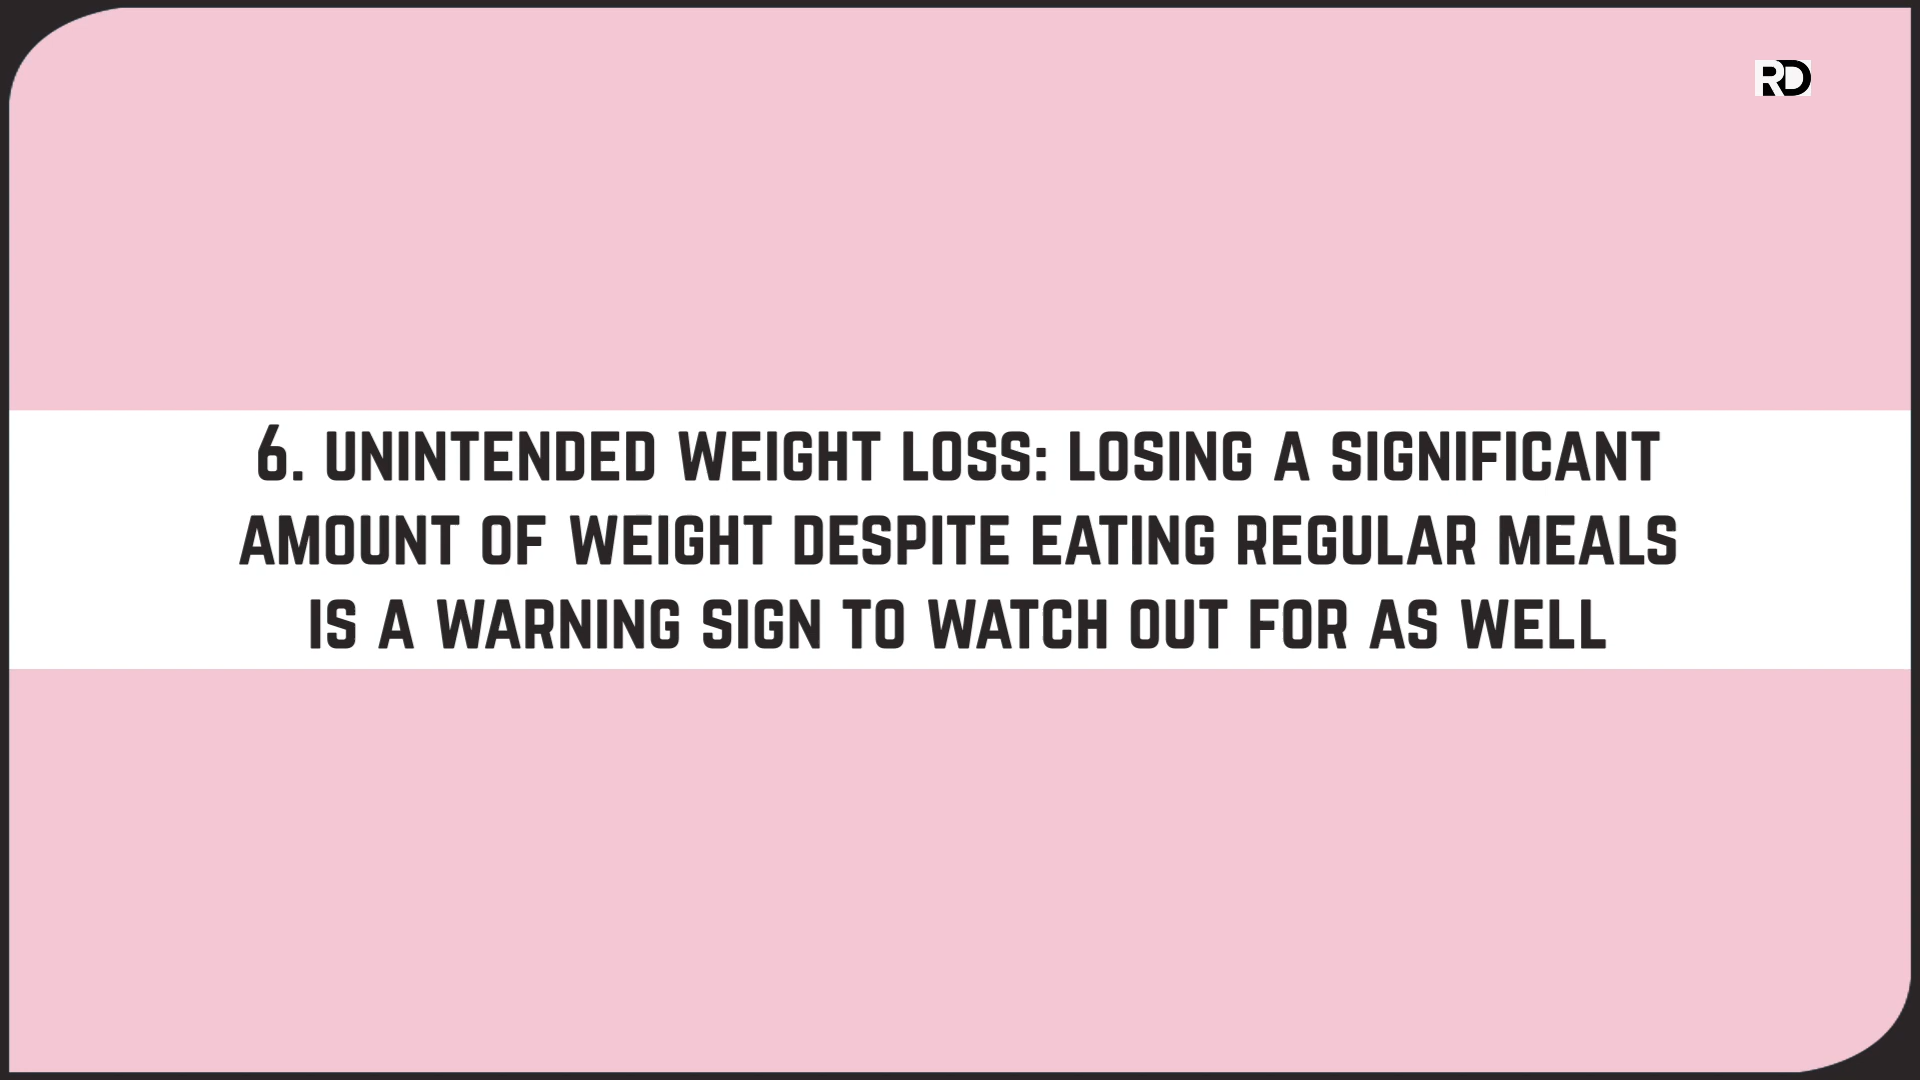 RD
6. UNINTENDED WEIGHT LOSS: LOSING A SIGNIFICANT
AMOUNT OF WEIGHT DESPITE EATING REGULAR MEALS
IS A WARNING SIGN TO WATCH OUT FOR AS WELL